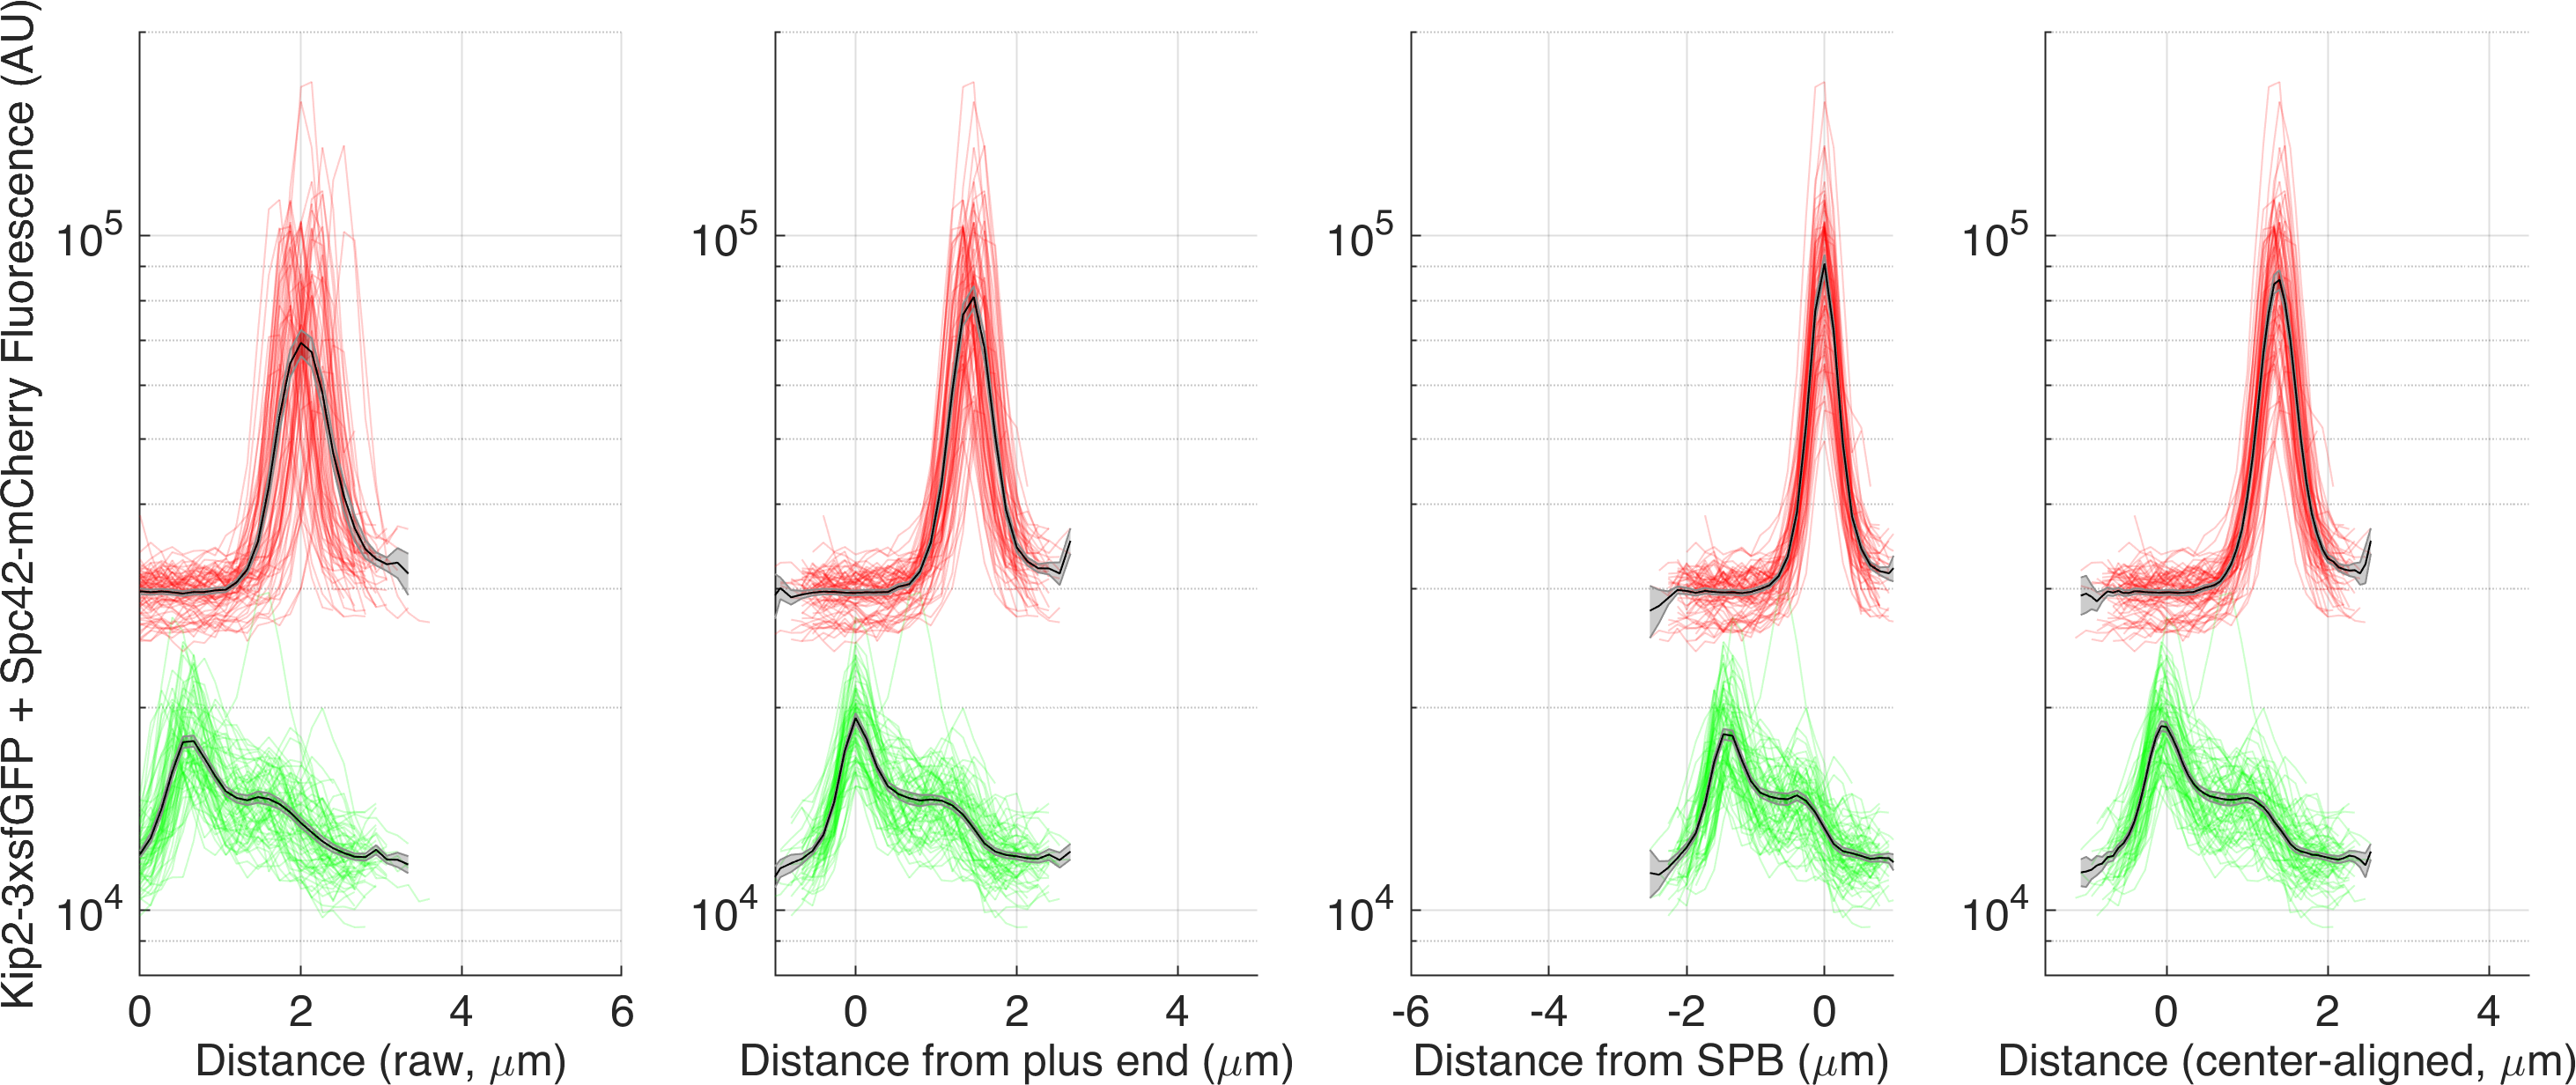 Kip2-3xsfGFP + Spc42-mCherry Fluorescence (AU)
10^5
10^4
0 2 4 6
Distance (raw, μm)
10^5
10^4
0 2 4
Distance from plus end (μm)
10^5
10^4
-6 -4 -2 0
Distance from SPB (μm)
10^5
10^4
0 2 4
Distance (center-aligned, μm)